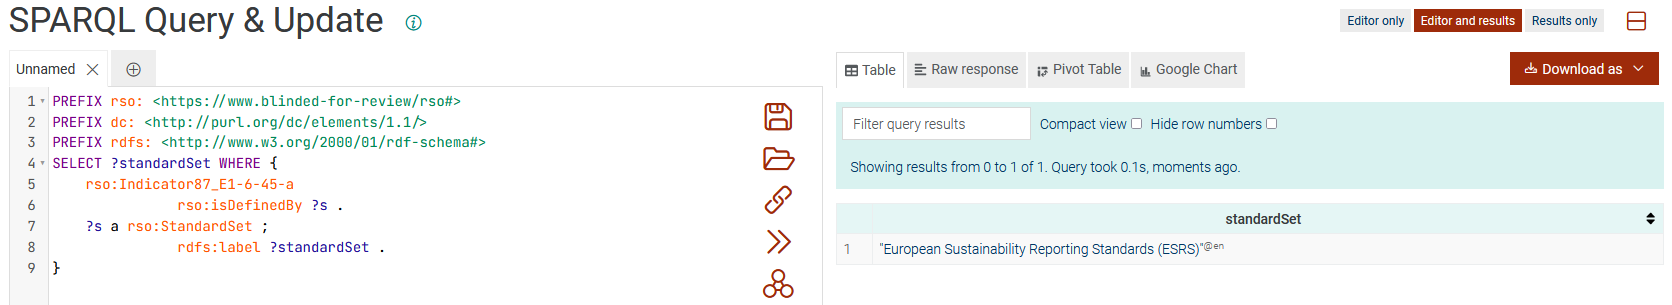 SPARQL Query & Update
Editor only
Editor and results
Results only
Unnamed
1 PREFIX rso: <https://www.blinded-for-review/rso#>
2 PREFIX dc: <http://purl.org/dc/elements/1.1/>
3 PREFIX rdfs: <http://www.w3.org/2000/01/rdf-schema#>
4 SELECT ?standardSet WHERE {
5 rso:Indicator87_E1-6-45-a
6 rso:isDefinedBy ?s .
7 ?s a rso:StandardSet ;
8 rdfs:label ?standardSet .
9 }
Table
Raw response
Pivot Table
Google Chart
Download as
Filter query results
Compact view
Hide row numbers
Showing results from 0 to 1 of 1. Query took 0.1s, moments ago.
standardSet
1 "European Sustainability Reporting Standards (ESRS)"@en